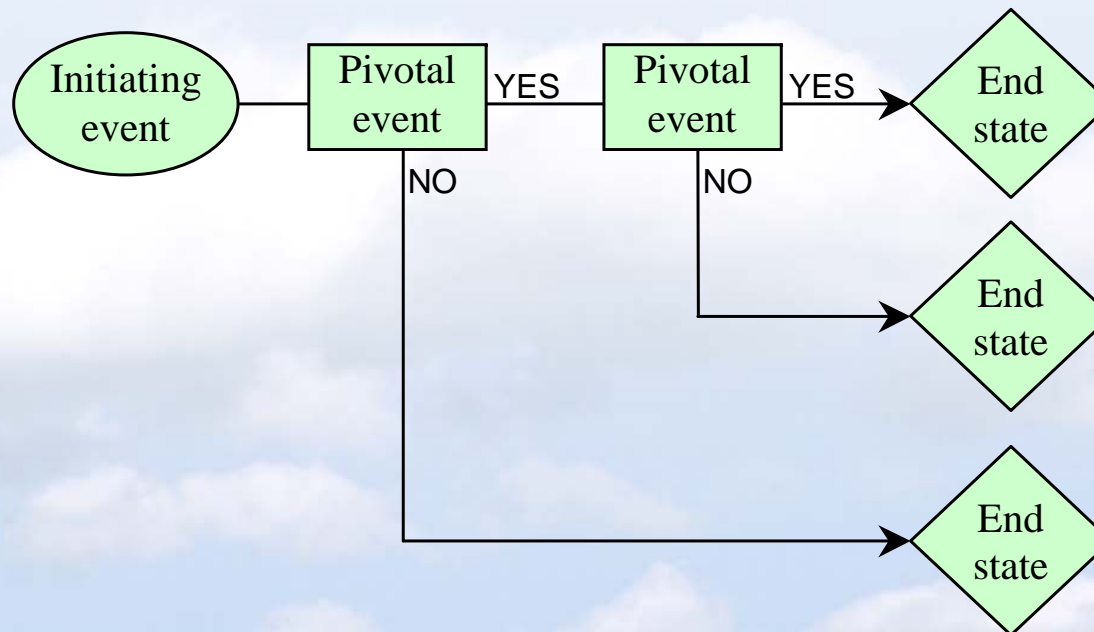 Initiating
event
Pivotal
event
YES
Pivotal
event
YES
End
state
NO
NO
End
state
End
state